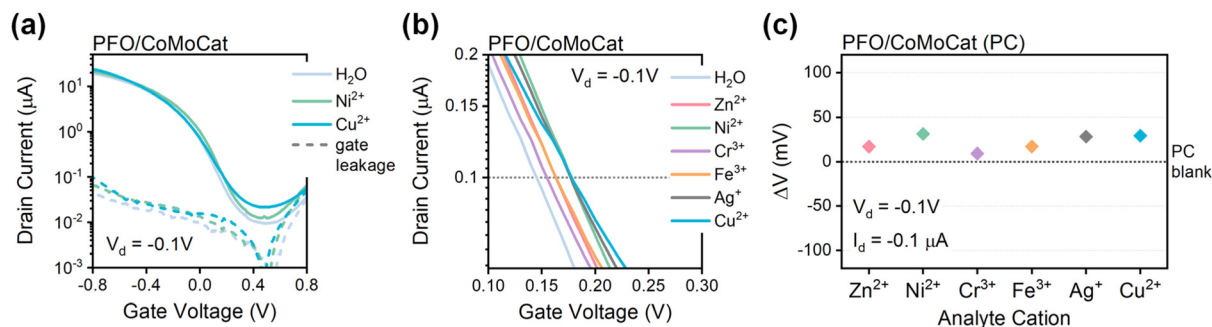 (a)
PFO/CoMoCat
Drain Current (μA)
10¹
10⁰
10⁻¹
10⁻²
10⁻³
H₂O
Ni²⁺
Cu²⁺
gate
leakage
V_d = -0.1V
-0.8 -0.4 0.0 0.4 0.8
Gate Voltage (V)
(b)
PFO/CoMoCat
Drain Current (μA)
0.2
0.15
0.1
V_d = -0.1V
H₂O
Zn²⁺
Ni²⁺
Cr³⁺
Fe³⁺
Ag⁺
Cu²⁺
0.10 0.15 0.20 0.25 0.30
Gate Voltage (V)
(c)
PFO/CoMoCat (PC)
ΔV (mV)
100
50
0
-50
-100
PC
blank
V_d = -0.1V
I_d = -0.1 μA
Zn²⁺ Ni²⁺ Cr³⁺ Fe³⁺ Ag⁺ Cu²⁺
Analyte Cation